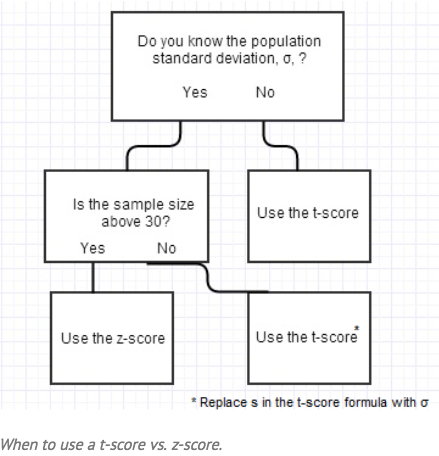 Do you know the population
standard deviation, σ, ?
Yes No
Is the sample size
above 30?
Yes No
Use the t-score
Use the z-score
Use the t-score*
* Replace s in the t-score formula with σ
When to use a t-score vs. z-score.